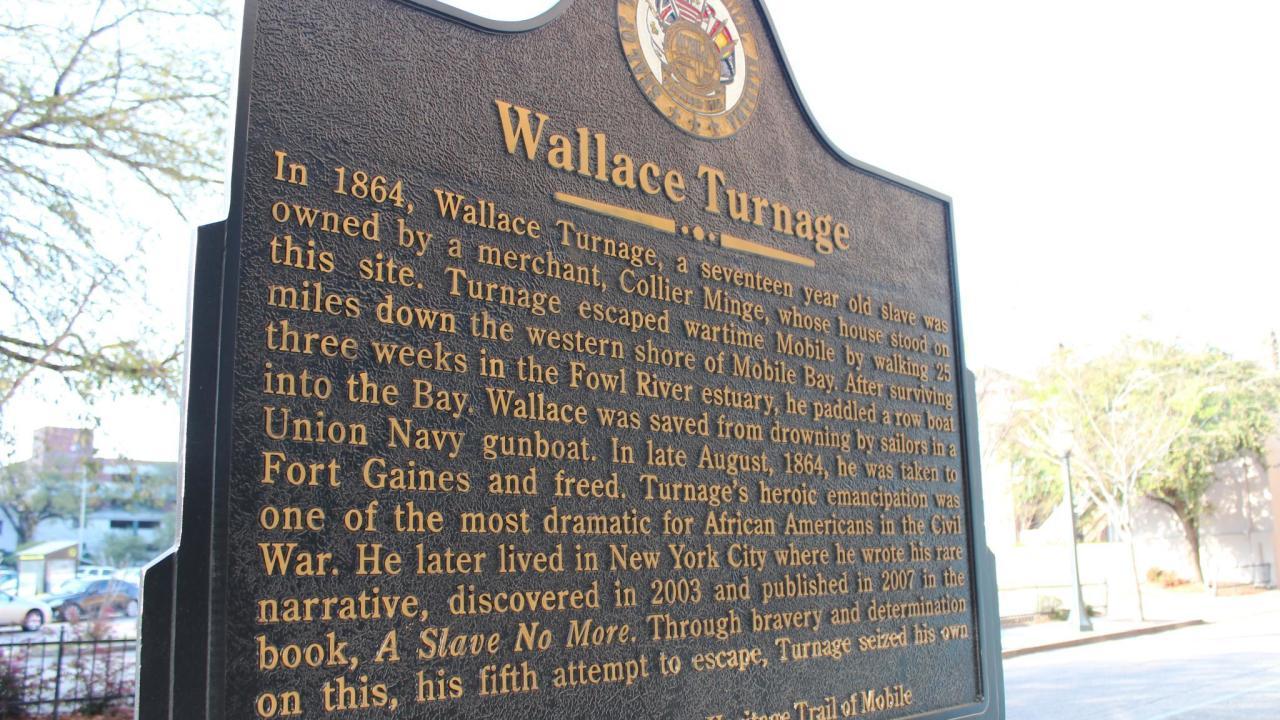 Wallace Turnage
In 1864, Wallace Turnage, a seventeen year old slave was
owned by a merchant, Collier Minge, whose house stood on
this site. Turnage escaped wartime Mobile by walking 25
miles down the western shore of Mobile Bay. After surviving
three weeks in the Fowl River estuary, he paddled a row boat
into the Bay. Wallace was saved from drowning by sailors in a
Union Navy gunboat. In late August, 1864, he was taken to
Fort Gaines and freed. Turnage's heroic emancipation was
one of the most dramatic for African Americans in the Civil
War. He later lived in New York City where he wrote his rare
narrative, discovered in 2003 and published in 2007 in the
book, A Slave No More. Through bravery and determination
on this, his fifth attempt to escape, Turnage seized his own
Heritage Trail of Mobile